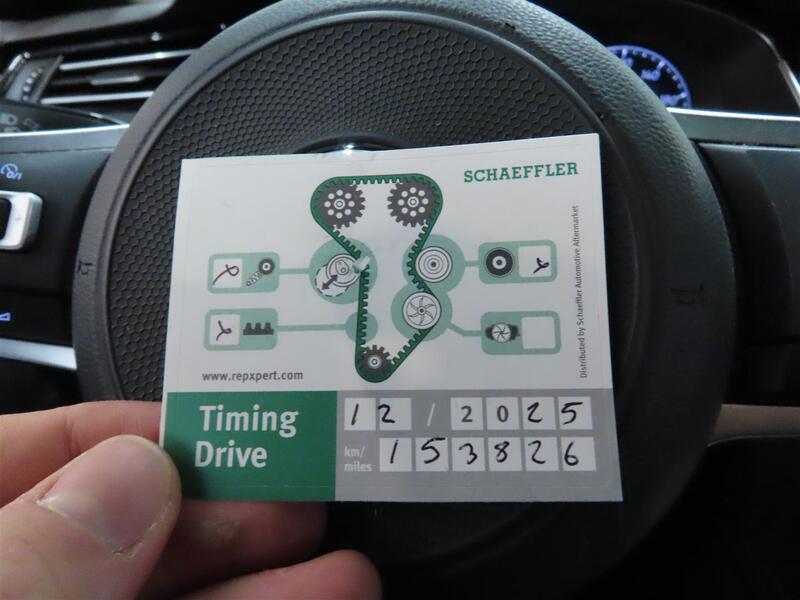 SCHAEFFLER
Distributed by Schaeffler Automotive Aftermarket
www.repxpert.com
Timing
Drive
12 / 2025
km/
miles
153826